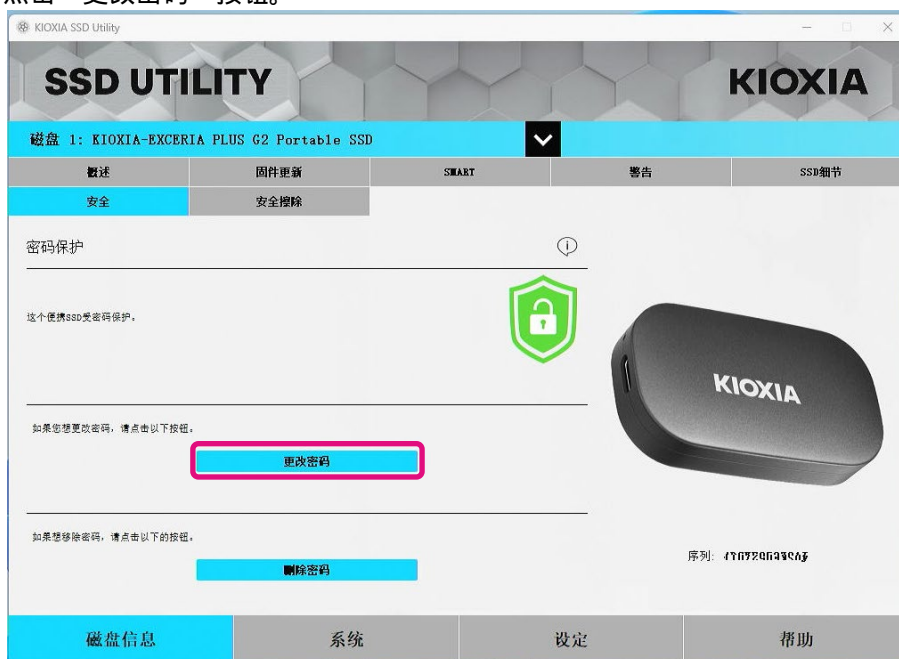 点击“更改密码”按钮。
KIOXIA SSD Utility
SSD UTILITY
KIOXIA
磁盘 1: KIOXIA-EXCERIA PLUS G2 Portable SSD
概述 固件更新 SMART 警告 SSD细节
安全 安全擦除
密码保护
这个便携SSD受密码保护。
KIOXIA
如果您想更改密码，请点击以下按钮。
更改密码
如果想移除密码，请点击以下的按钮。
删除密码
序列:
磁盘信息 系统 设定 帮助